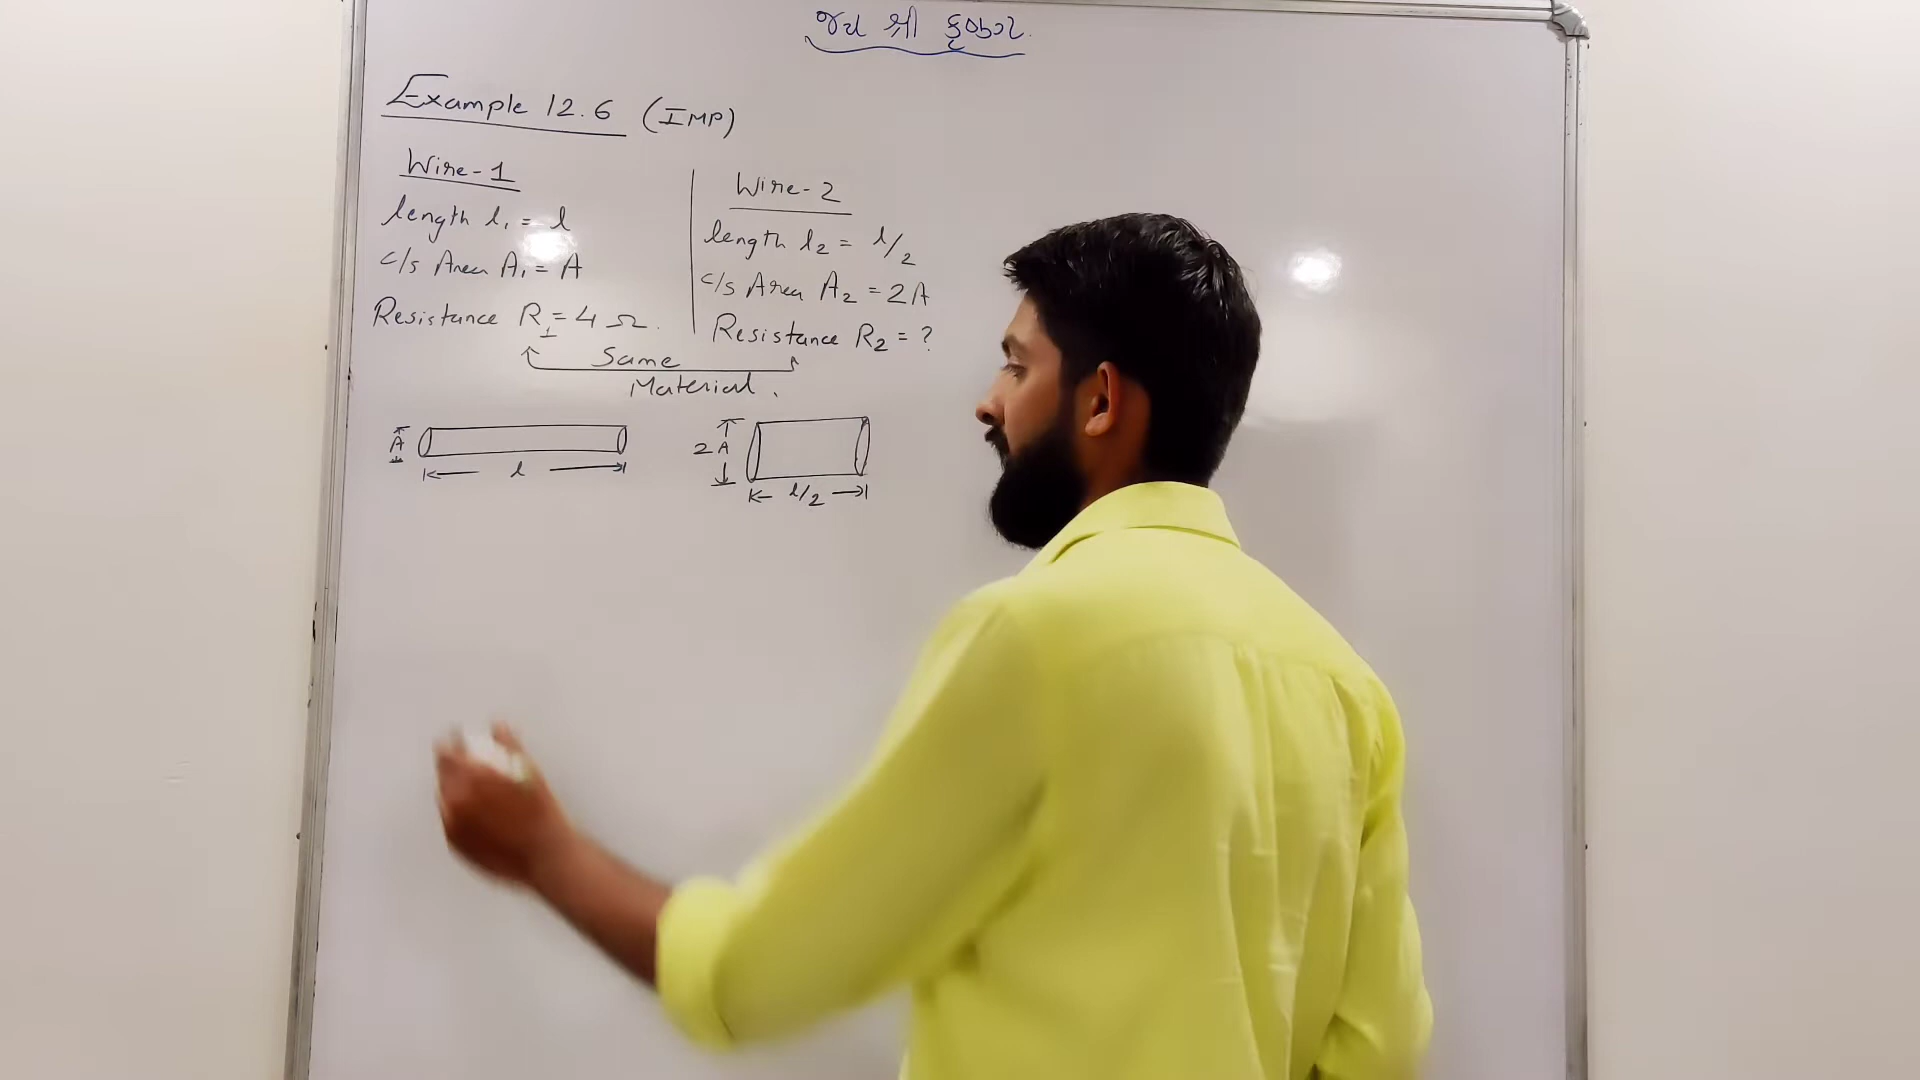 જય શ્રી કૃષ્ણ
Example 12.6 (IMP)
Wire-1
length l₁ = l
c/s Area A₁ = A
Resistance R₁ = 4 Ω.
Wire-2
length l₂ = l/2
c/s Area A₂ = 2A
Resistance R₂ = ?
Same
Material.
A
l
2A
l/2